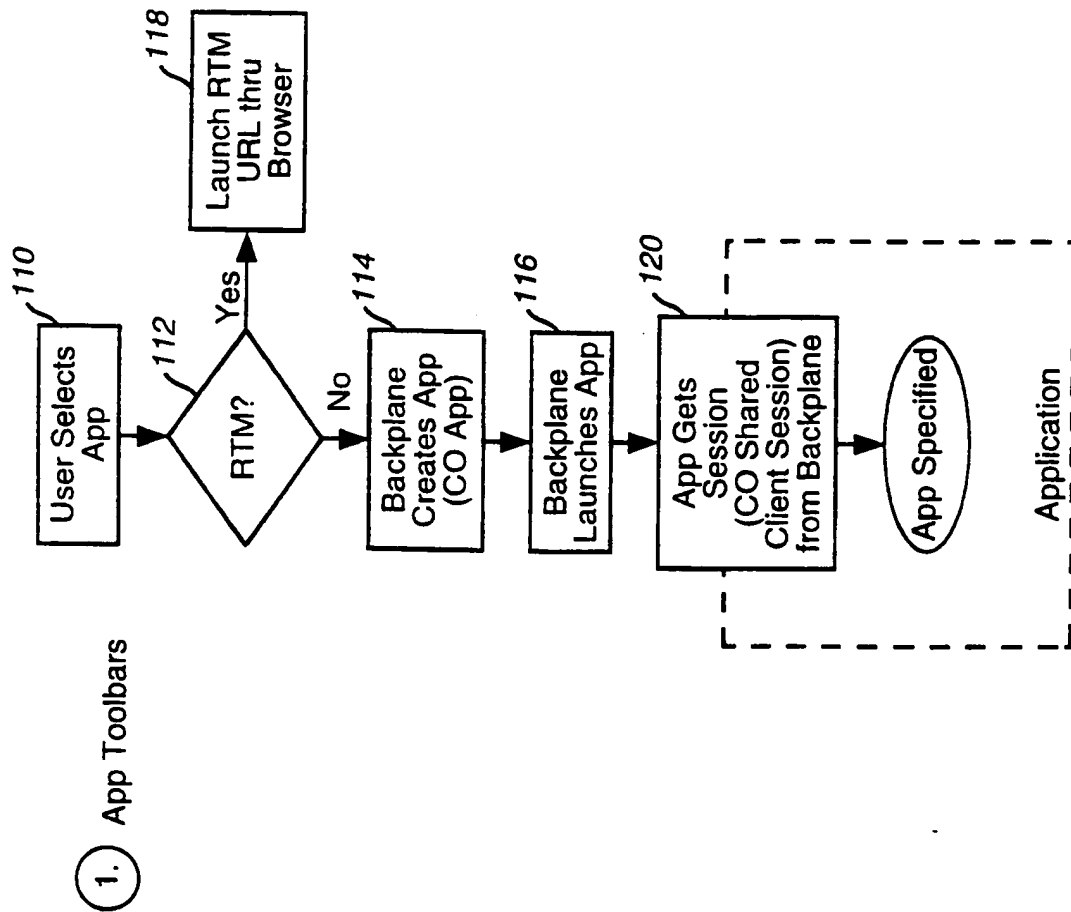 1.
App Toolbars
110
User Selects
App
112
RTM?
Yes
118
Launch RTM
URL thru
Browser
No
114
Backplane
Creates App
(CO App)
116
Backplane
Launches App
120
App Gets
Session
(CO Shared
Client Session)
from Backplane
App Specified
Application